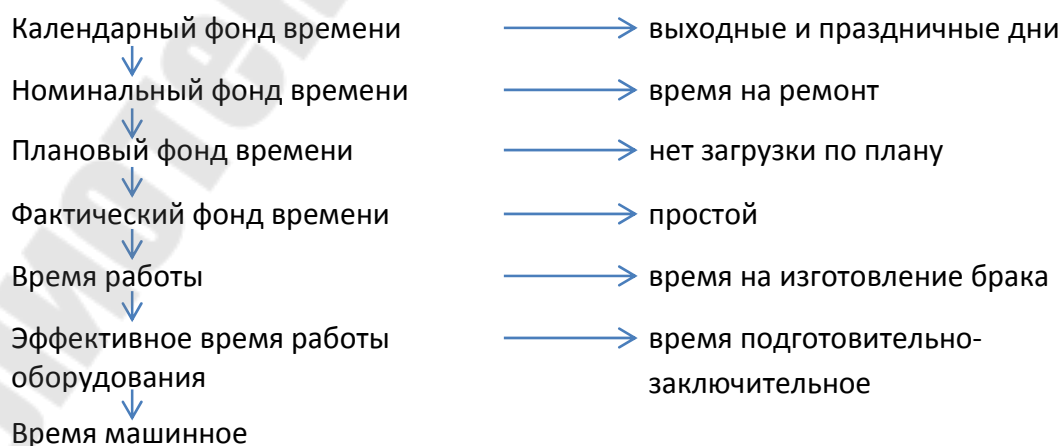 Календарный фонд времени
выходные и праздничные дни
Номинальный фонд времени
время на ремонт
Плановый фонд времени
нет загрузки по плану
Фактический фонд времени
простой
Время работы
время на изготовление брака
Эффективное время работы
оборудования
время подготовительно-
заключительное
Время машинное